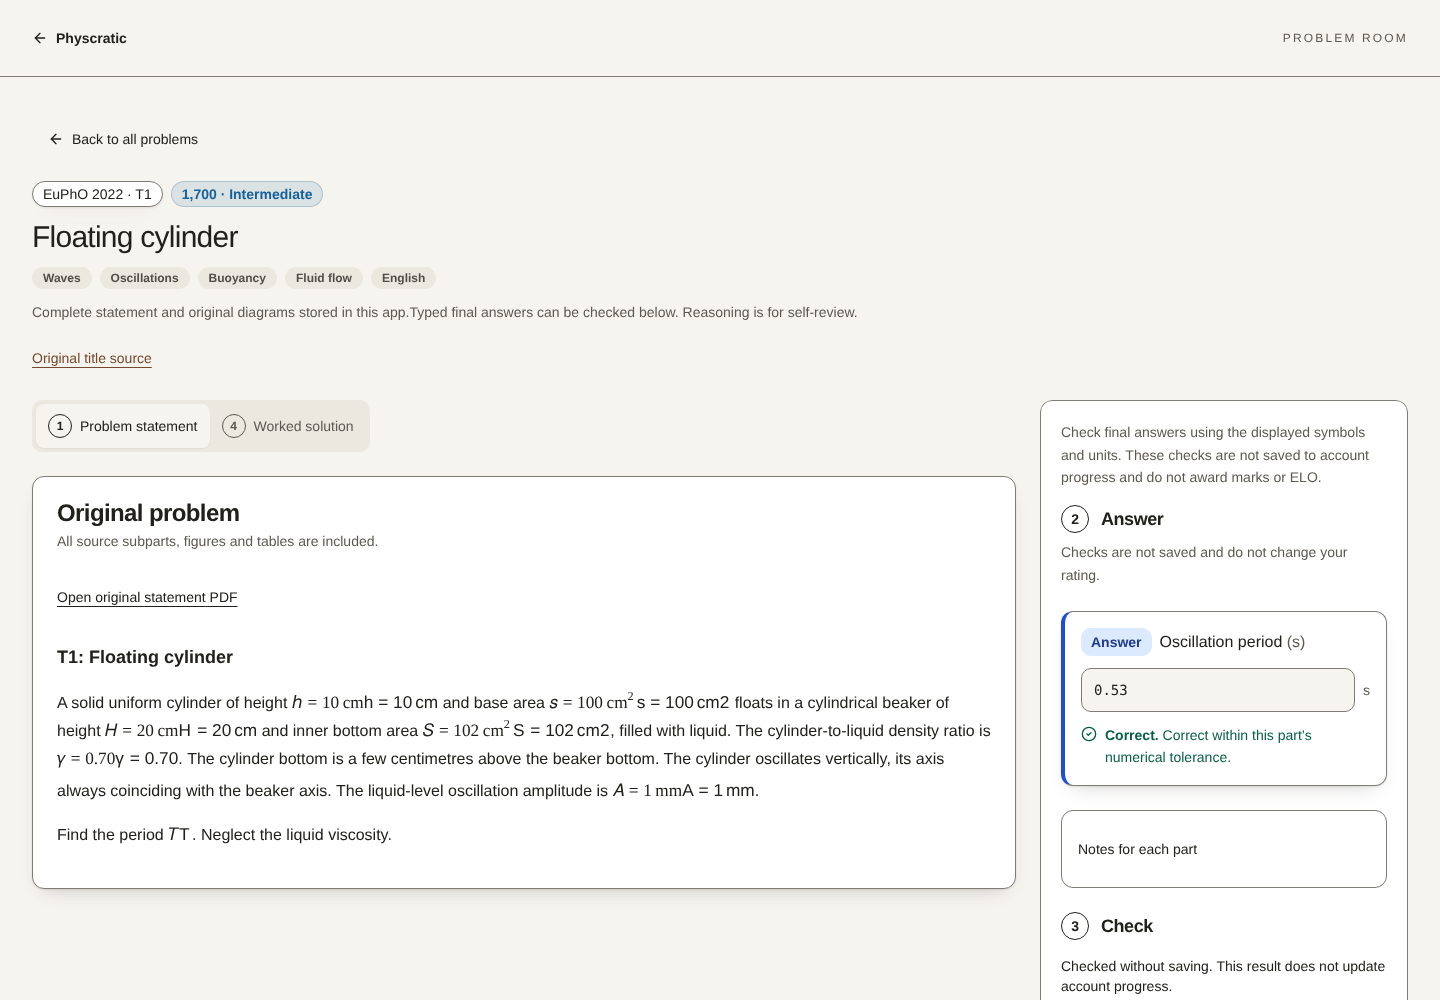 Physcratic
PROBLEM ROOM
Back to all problems
EuPhO 2022 · T1
1,700 · Intermediate
Floating cylinder
Waves
Oscillations
Buoyancy
Fluid flow
English
Complete statement and original diagrams stored in this app.Typed final answers can be checked below. Reasoning is for self-review.
Original title source
1 Problem statement
4 Worked solution
Original problem
All source subparts, figures and tables are included.
Open original statement PDF
T1: Floating cylinder
A solid uniform cylinder of height h = 10 cmh = 10 cm and base area s = 100 cm² s = 100 cm2 floats in a cylindrical beaker of
height H = 20 cmH = 20 cm and inner bottom area S = 102 cm² S = 102 cm2, filled with liquid. The cylinder-to-liquid density ratio is
γ = 0.70γ = 0.70. The cylinder bottom is a few centimetres above the beaker bottom. The cylinder oscillates vertically, its axis
always coinciding with the beaker axis. The liquid-level oscillation amplitude is A = 1 mmA = 1 mm.
Find the period TT. Neglect the liquid viscosity.
Check final answers using the displayed symbols
and units. These checks are not saved to account
progress and do not award marks or ELO.
2 Answer
Checks are not saved and do not change your
rating.
Answer Oscillation period (s)
0.53 s
Correct. Correct within this part's
numerical tolerance.
Notes for each part
3 Check
Checked without saving. This result does not update
account progress.